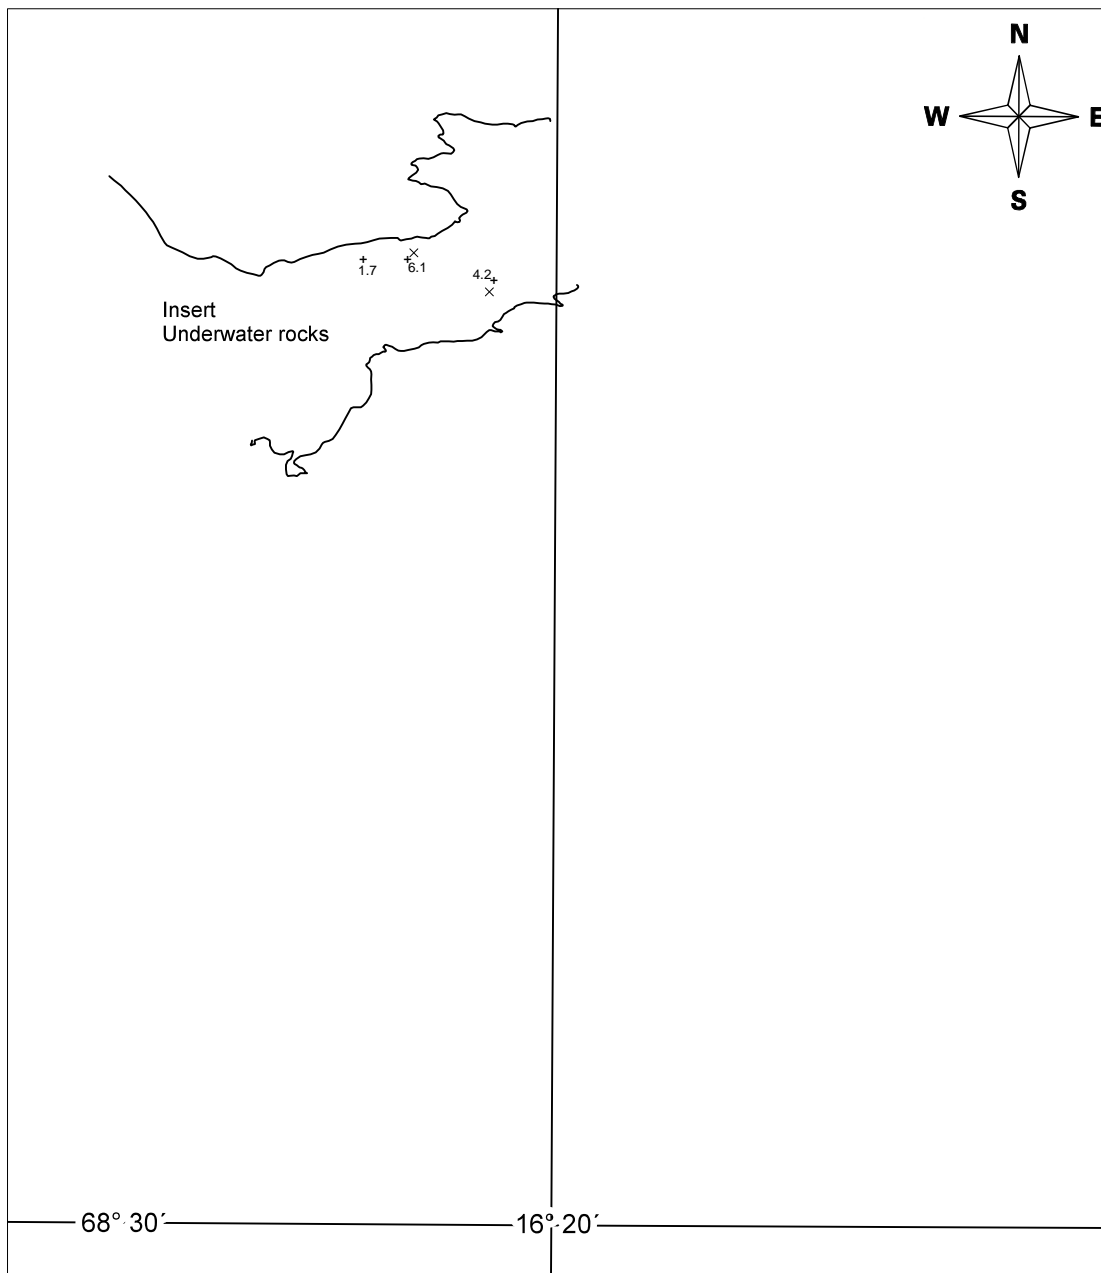 N
W E
S
1.7 6.1
4.2
Insert
Underwater rocks
68° 30′ 16° 20′